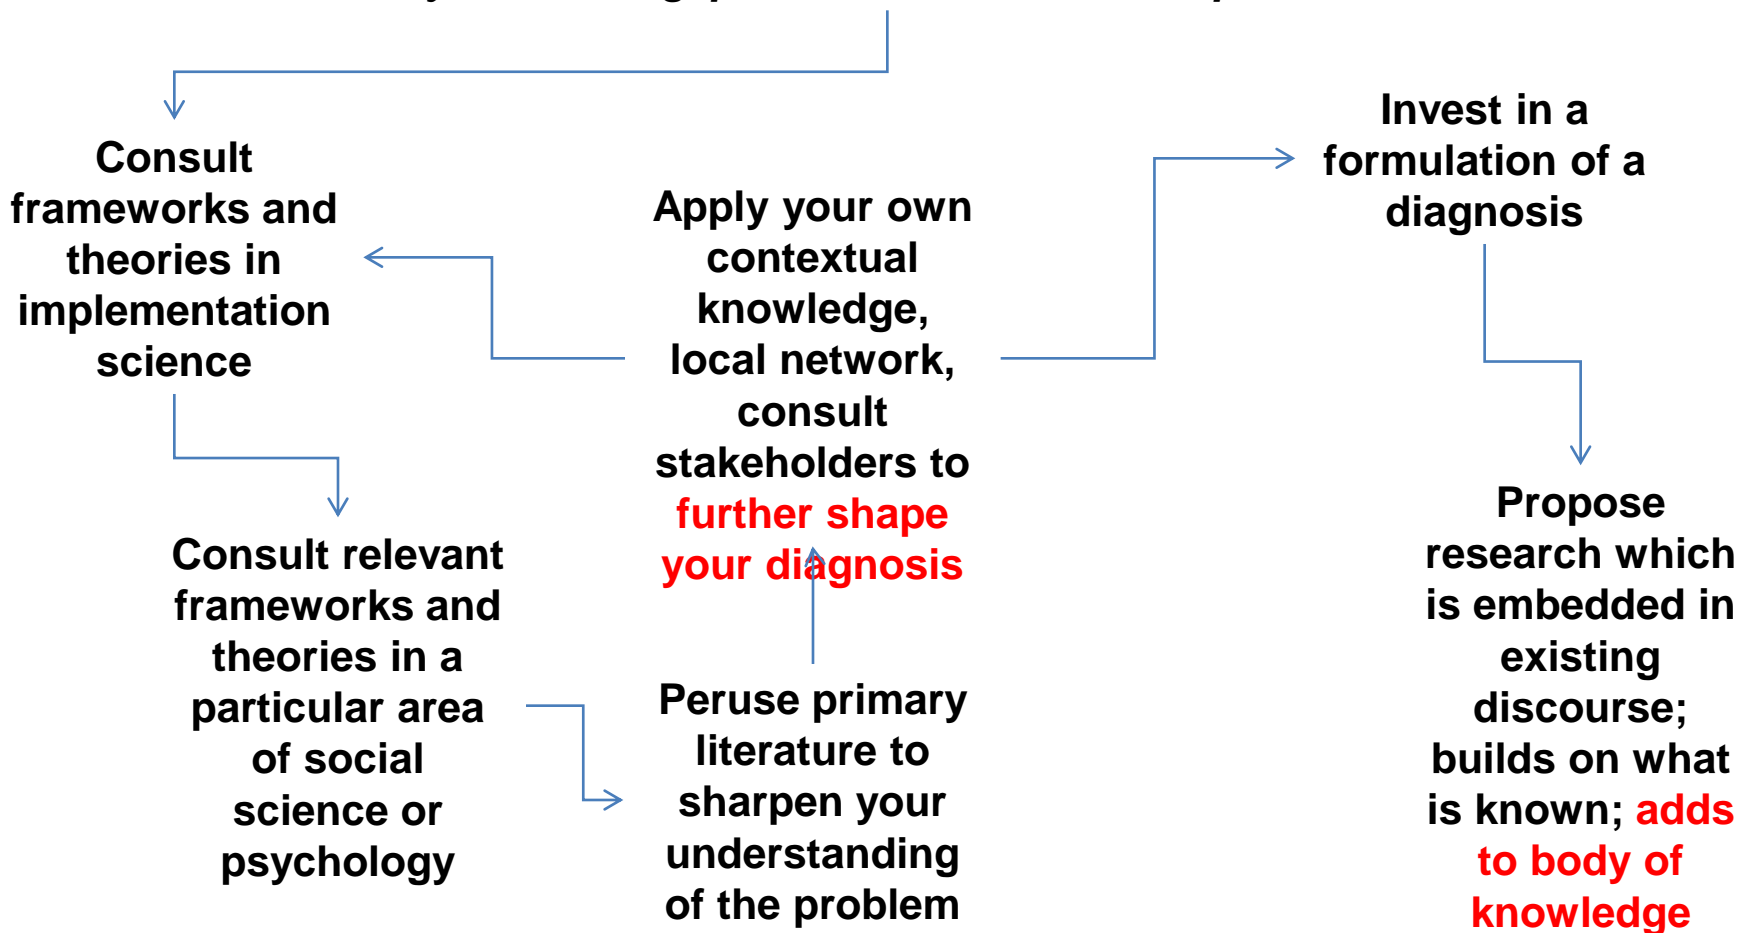 Consult
frameworks and
theories in
implementation
science
Consult relevant
frameworks and
theories in a
particular area
of social
science or
psychology
Apply your own
contextual
knowledge,
local network,
consult
stakeholders to
further shape
your diagnosis
Peruse primary
literature to
sharpen your
understanding
of the problem
Invest in a
formulation of a
diagnosis
Propose
research which
is embedded in
existing
discourse;
builds on what
is known; adds
to body of
knowledge